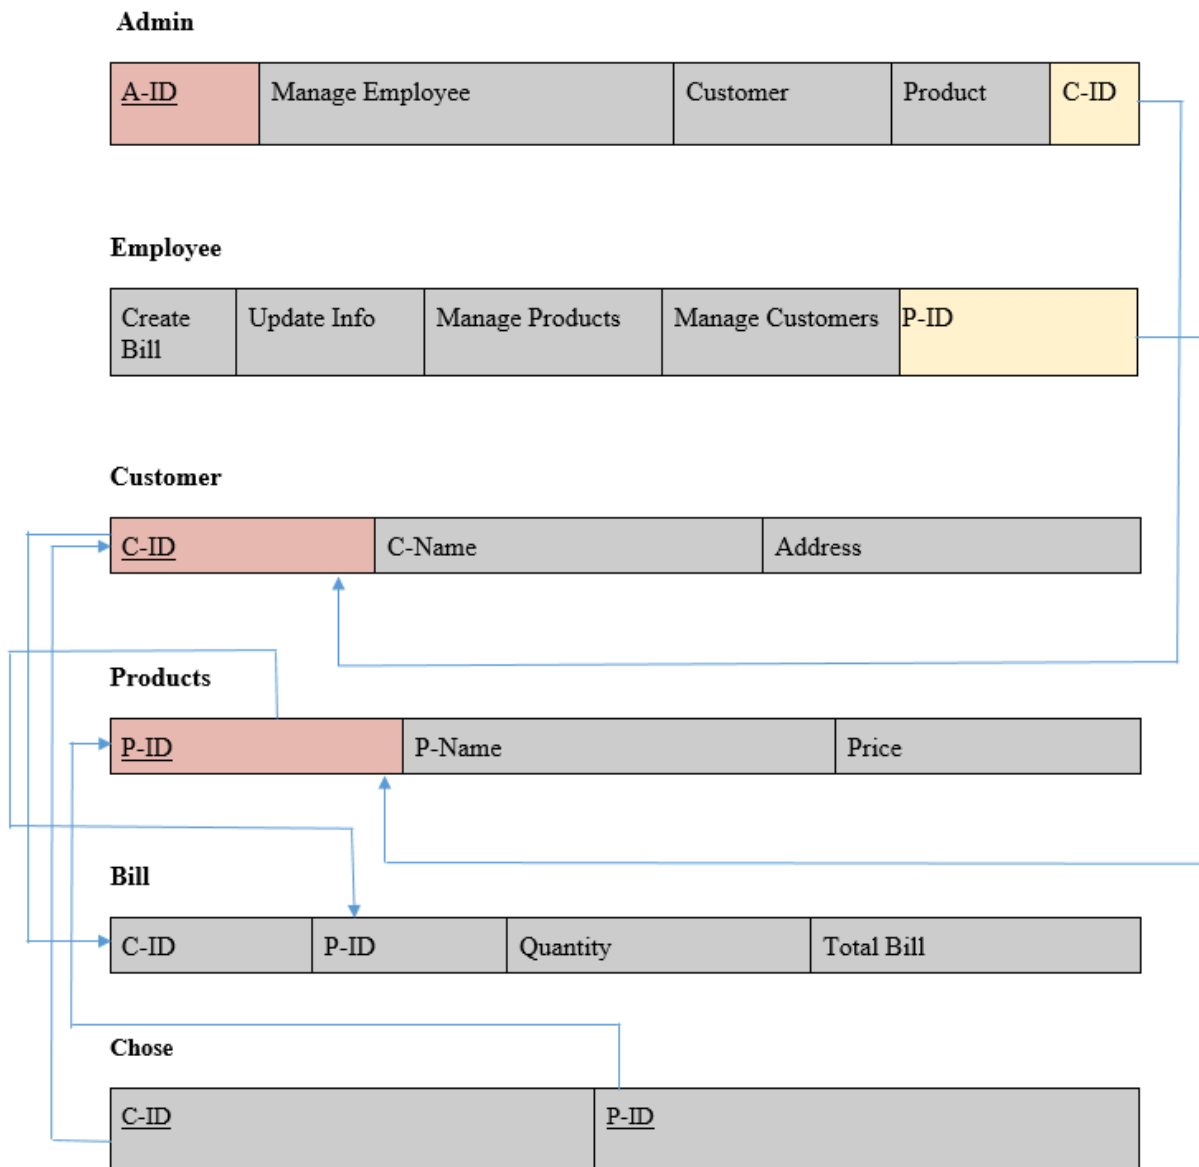 Admin
A-ID Manage Employee Customer Product C-ID
Employee
Create Update Info Manage Products Manage Customers P-ID
Bill
Customer
C-ID C-Name Address
Products
P-ID P-Name Price
Bill
C-ID P-ID Quantity Total Bill
Chose
C-ID P-ID